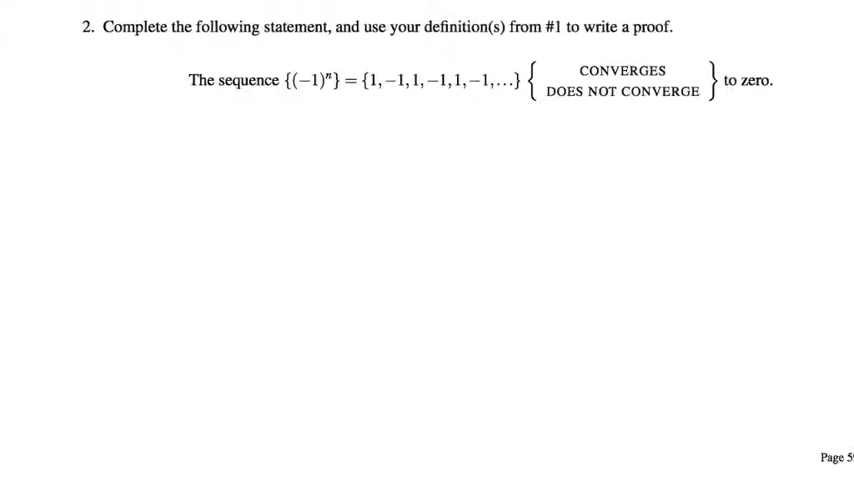 2. Complete the following statement, and use your definition(s) from #1 to write a proof.
The sequence {(−1)ⁿ} = {1, −1, 1, −1, 1, −1, …} { CONVERGES
DOES NOT CONVERGE } to zero.
Page 5